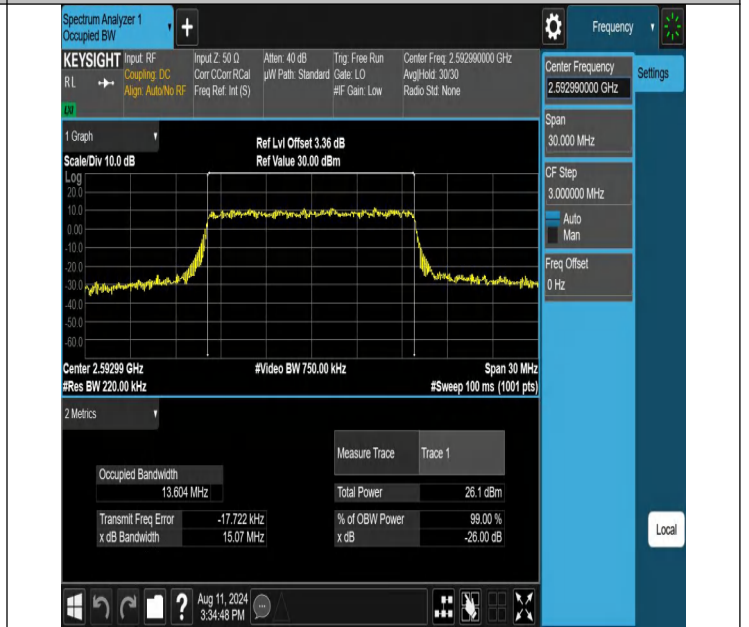 Spectrum Analyzer 1
Occupied BW
+
Frequency
KEYSIGHT
RL
LXI
Input: RF
Coupling: DC
Align: Auto/No RF
Input Z: 50 Ω
Corr CCorr RCal
Freq Ref: Int (S)
Atten: 40 dB
µW Path: Standard
Trig: Free Run
Gate: LO
#IF Gain: Low
Center Freq: 2.592990000 GHz
Avg|Hold: 30/30
Radio Std: None
Center Frequency
2.592990000 GHz
Settings
Span
30.000 MHz
CF Step
3.000000 MHz
Auto
Man
Freq Offset
0 Hz
Local
1 Graph
Scale/Div 10.0 dB
Ref Lvl Offset 3.36 dB
Ref Value 30.00 dBm
Log
20.0
10.0
0.00
-10.0
-20.0
-30.0
-40.0
-50.0
-60.0
Center 2.59299 GHz
#Res BW 220.00 kHz
#Video BW 750.00 kHz
Span 30 MHz
#Sweep 100 ms (1001 pts)
2 Metrics
Measure Trace Trace 1
Occupied Bandwidth
13.604 MHz
Total Power 26.1 dBm
Transmit Freq Error -17.722 kHz
% of OBW Power 99.00 %
x dB Bandwidth 15.07 MHz
x dB -26.00 dB
?
Aug 11, 2024
3:34:48 PM